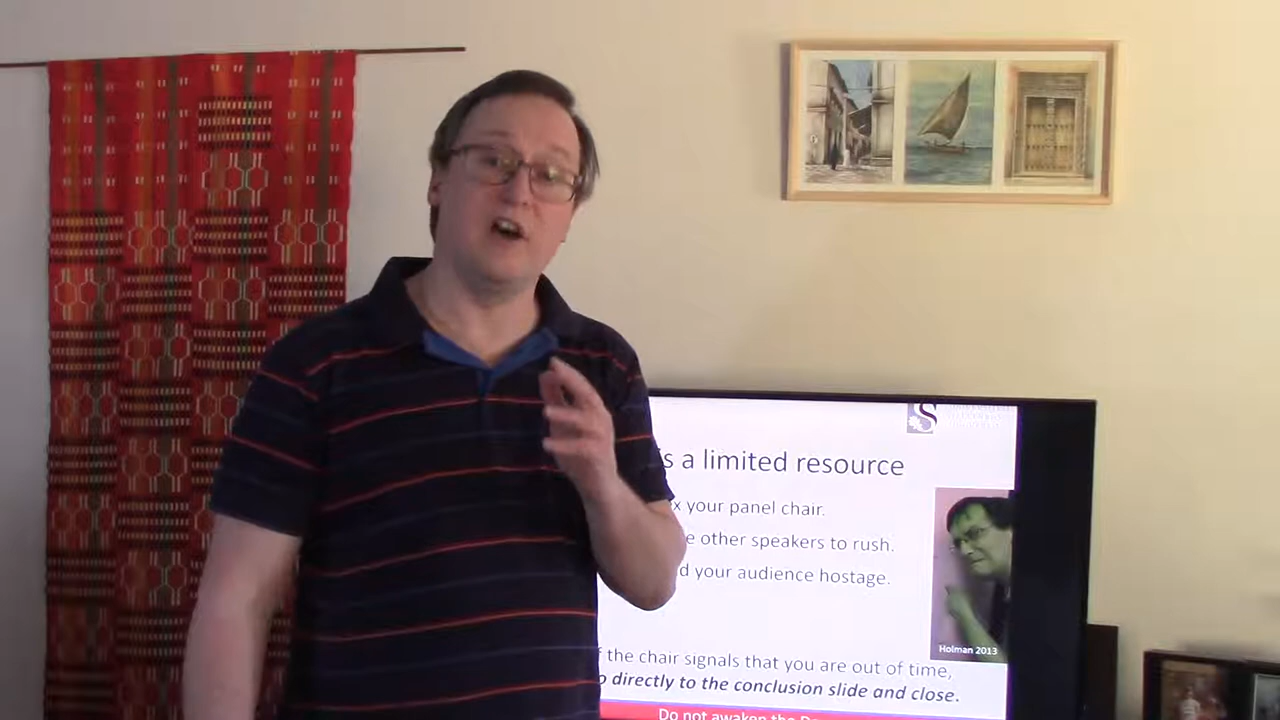 S
s a limited resource
x your panel chair.
e other speakers to rush.
d your audience hostage.
Holman 2013
f the chair signals that you are out of time,
o directly to the conclusion slide and close.
Do not awaken the